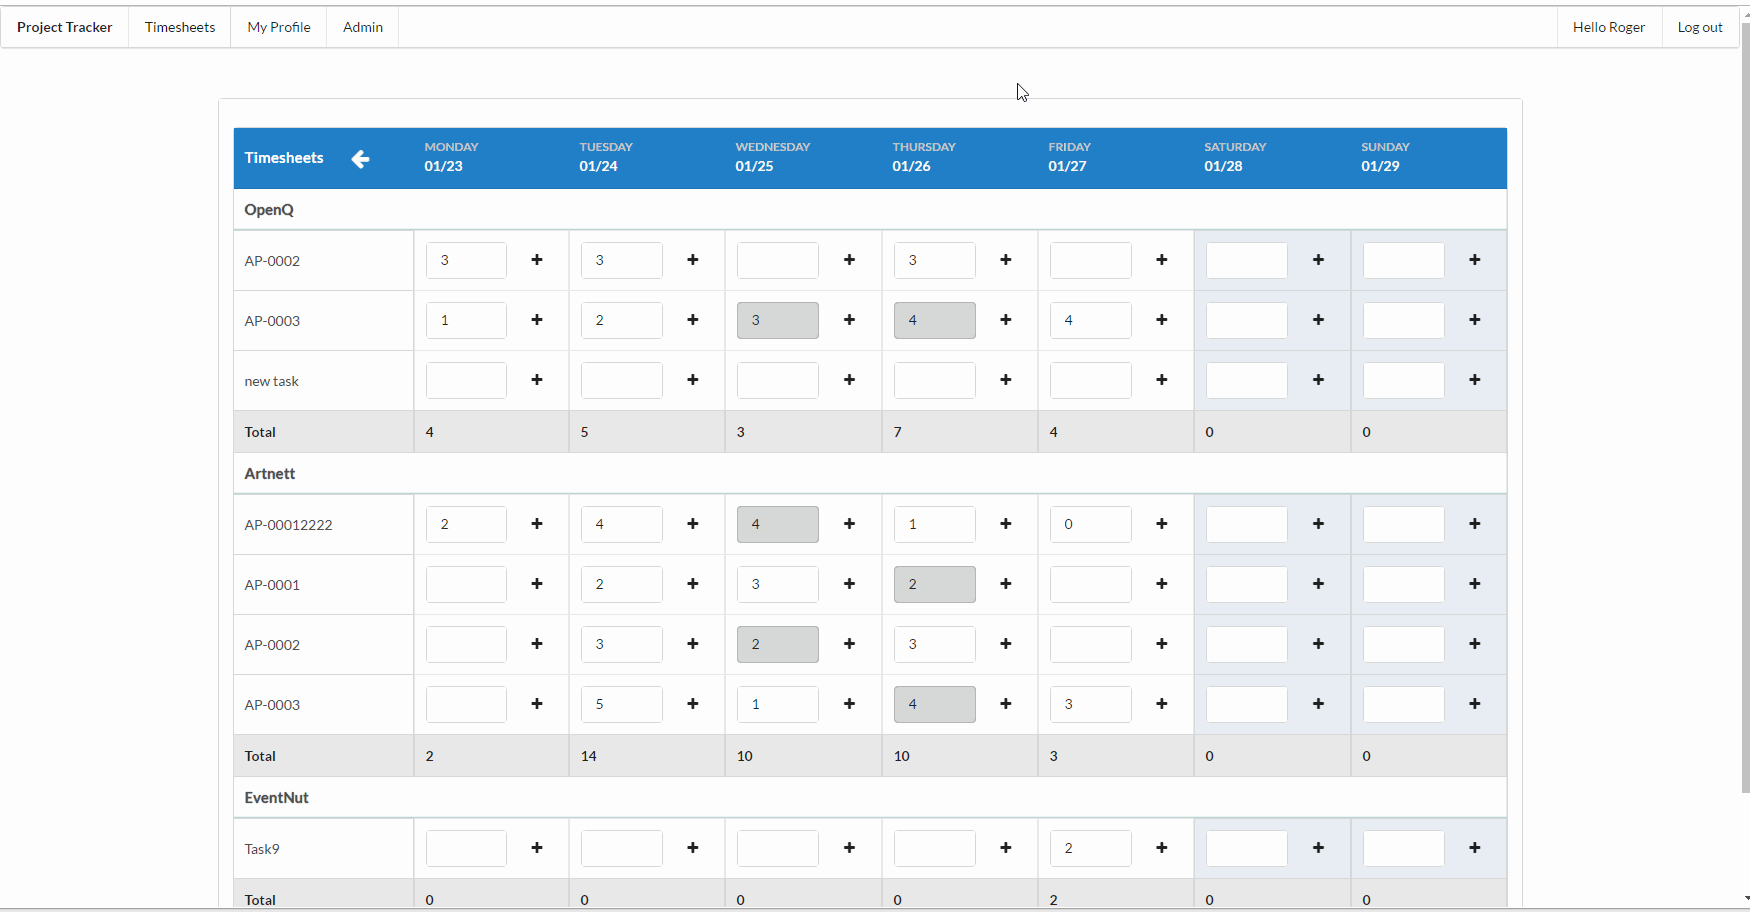 Project Tracker Timesheets My Profile Admin Hello Roger Log out
Timesheets MONDAY TUESDAY WEDNESDAY THURSDAY FRIDAY SATURDAY SUNDAY
01/23 01/24 01/25 01/26 01/27 01/28 01/29
OpenQ
AP-0002 3 + 3 + + 3 + + + +
AP-0003 1 + 2 + 3 + 4 + 4 + + +
new task + + + + + + +
Total 4 5 3 7 4 0 0
Artnett
AP-00012222 2 + 4 + 4 + 1 + 0 + + +
AP-0001 + 2 + 3 + 2 + + + +
AP-0002 + 3 + 2 + 3 + + + +
AP-0003 + 5 + 1 + 4 + 3 + + +
Total 2 14 10 10 3 0 0
EventNut
Task9 + + + + 2 + + +
Total 0 0 0 0 2 0 0